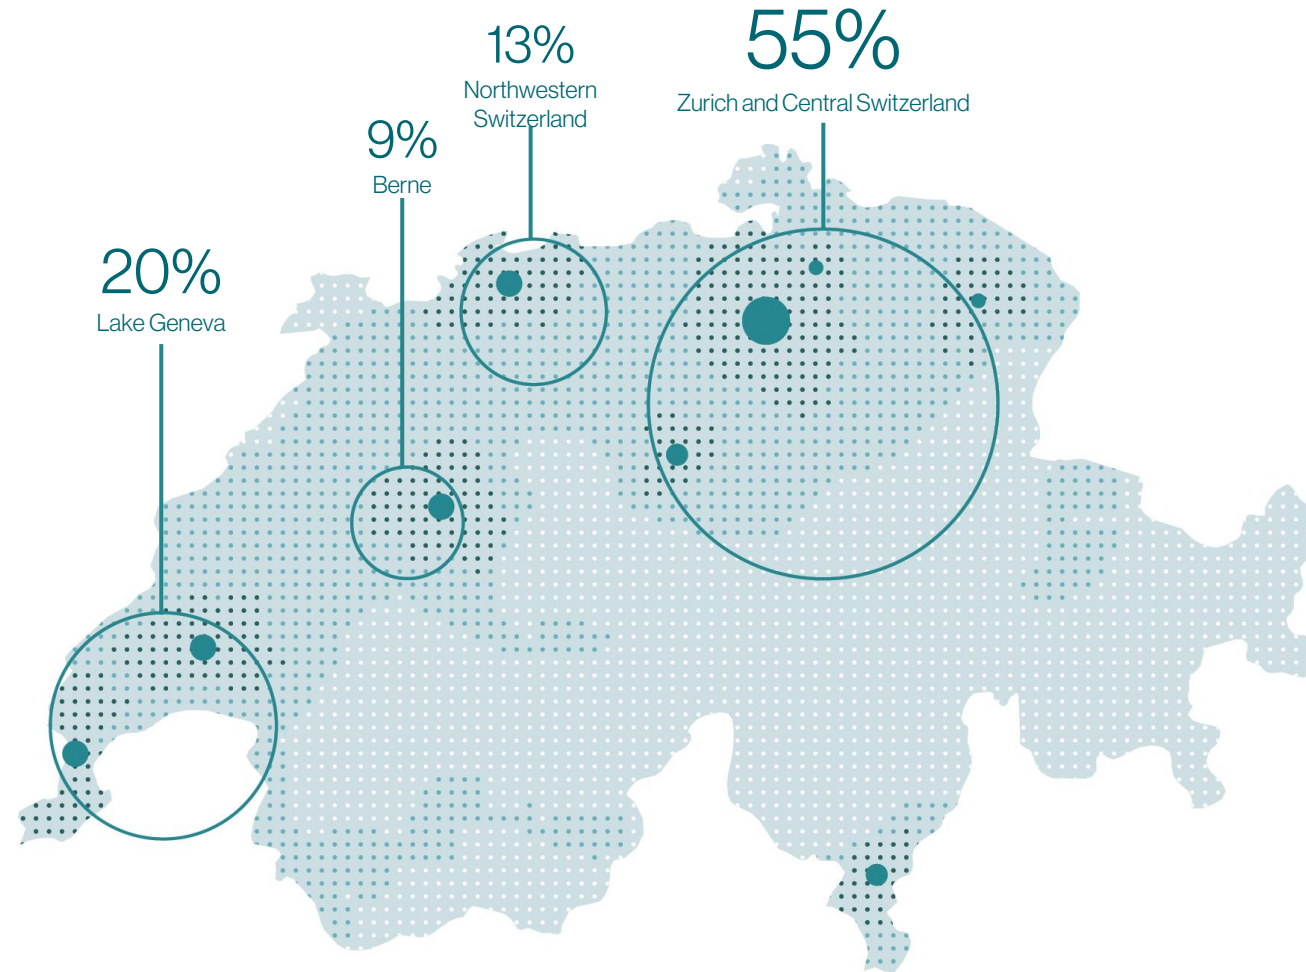 55%
Zurich and Central Switzerland
13%
Northwestern
Switzerland
9%
Berne
20%
Lake Geneva